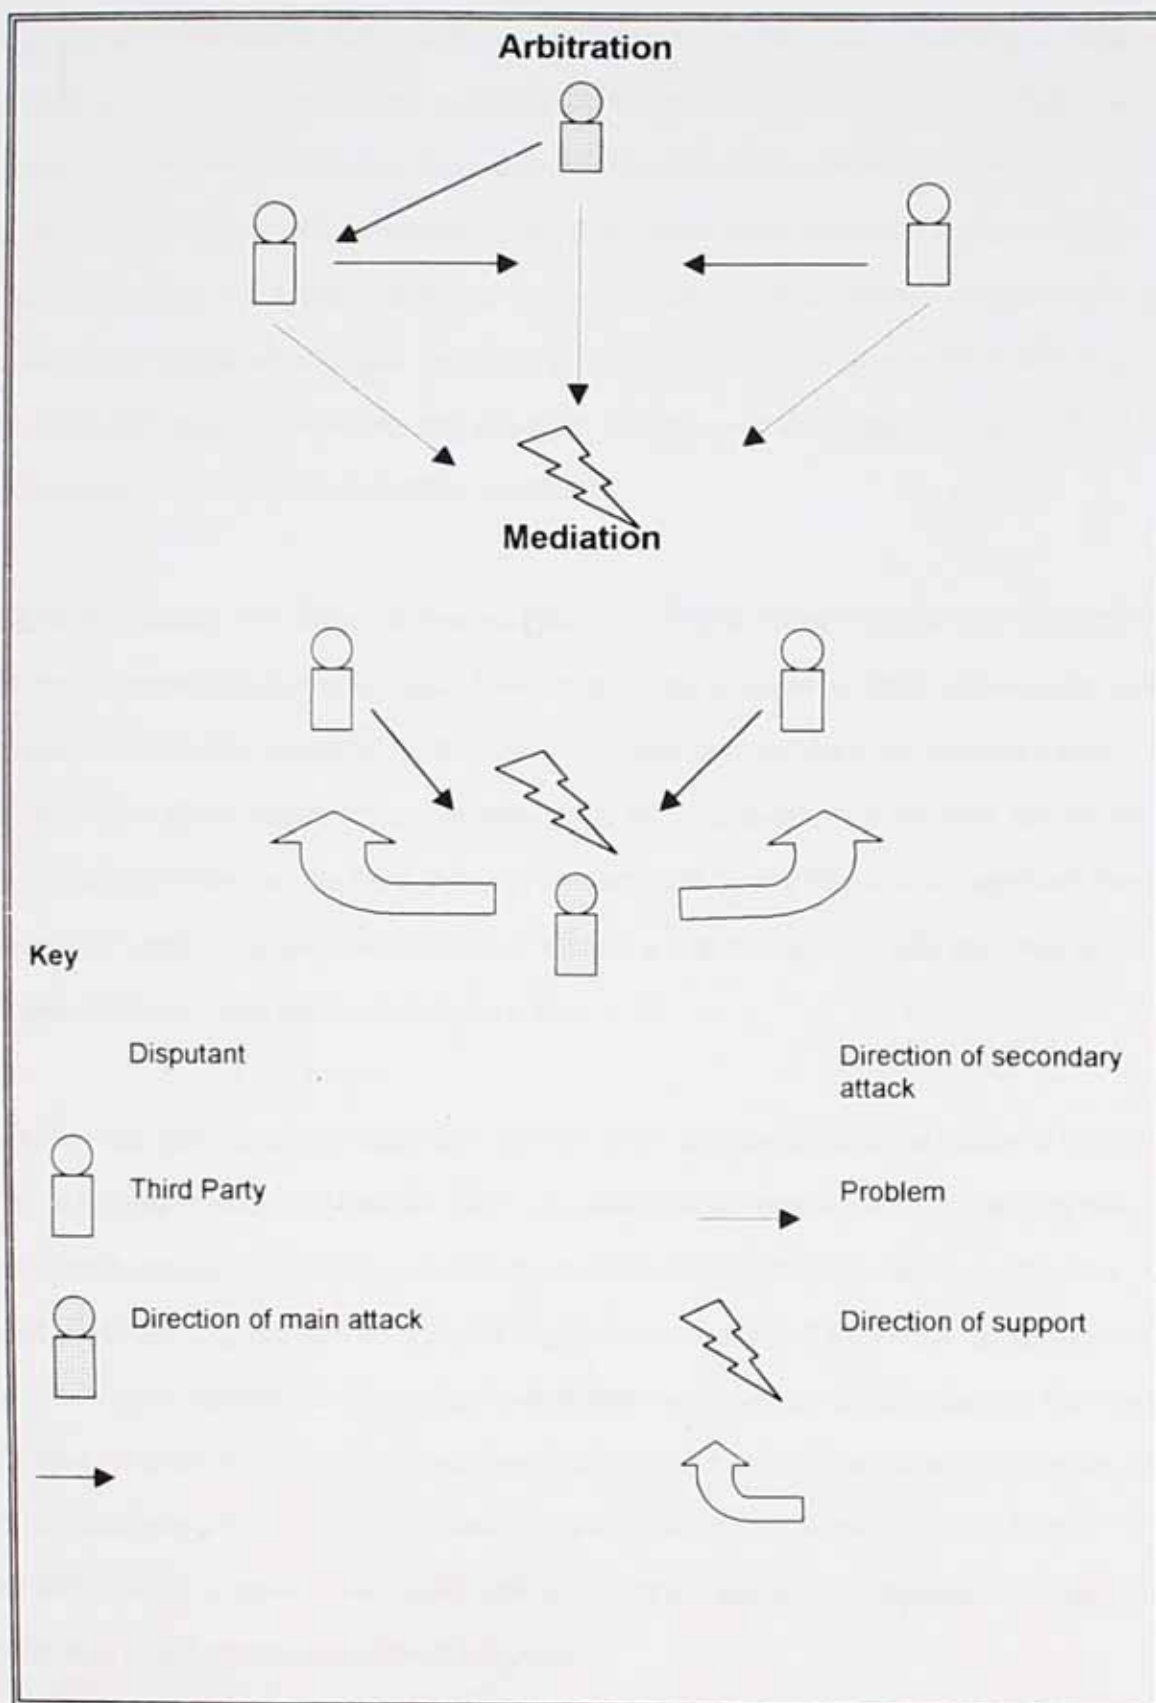 Arbitration
Mediation
Key
Disputant
Direction of secondary
attack
Third Party
Problem
Direction of main attack
Direction of support